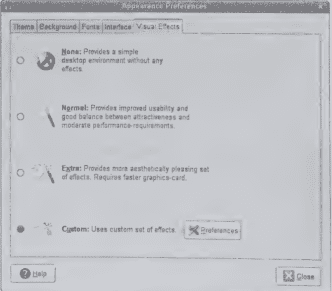 Appearance Preferences
Theme Background Fonts Interface Visual Effects
None: Provides a simple
desktop environment without any
effects.
Normal: Provides improved usability and
good balance between attractiveness and
moderate performance-requirements.
Extra: Provides more aesthetically pleasing set
of effects. Requires faster graphics-card.
Custom: Uses custom set of effects. Preferences
Help Close